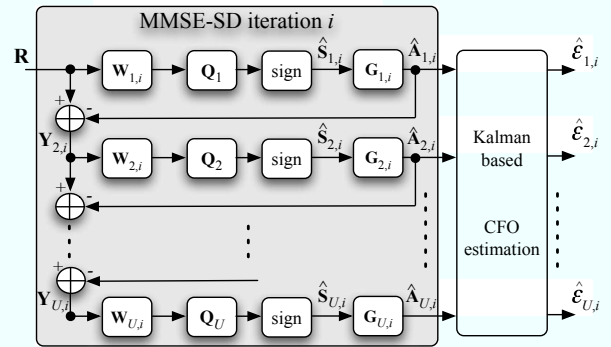 MMSE-SD iteration i
R
W1,i
Q1
sign
Ŝ1,i
G1,i
Â1,i
ε̂1,i
+
-
Y2,i
W2,i
Q2
sign
Ŝ2,i
G2,i
Â2,i
Kalman
based
CFO
estimation
ε̂2,i
+
-
+
-
YU,i
WU,i
QU
sign
ŜU,i
GU,i
ÂU,i
ε̂U,i